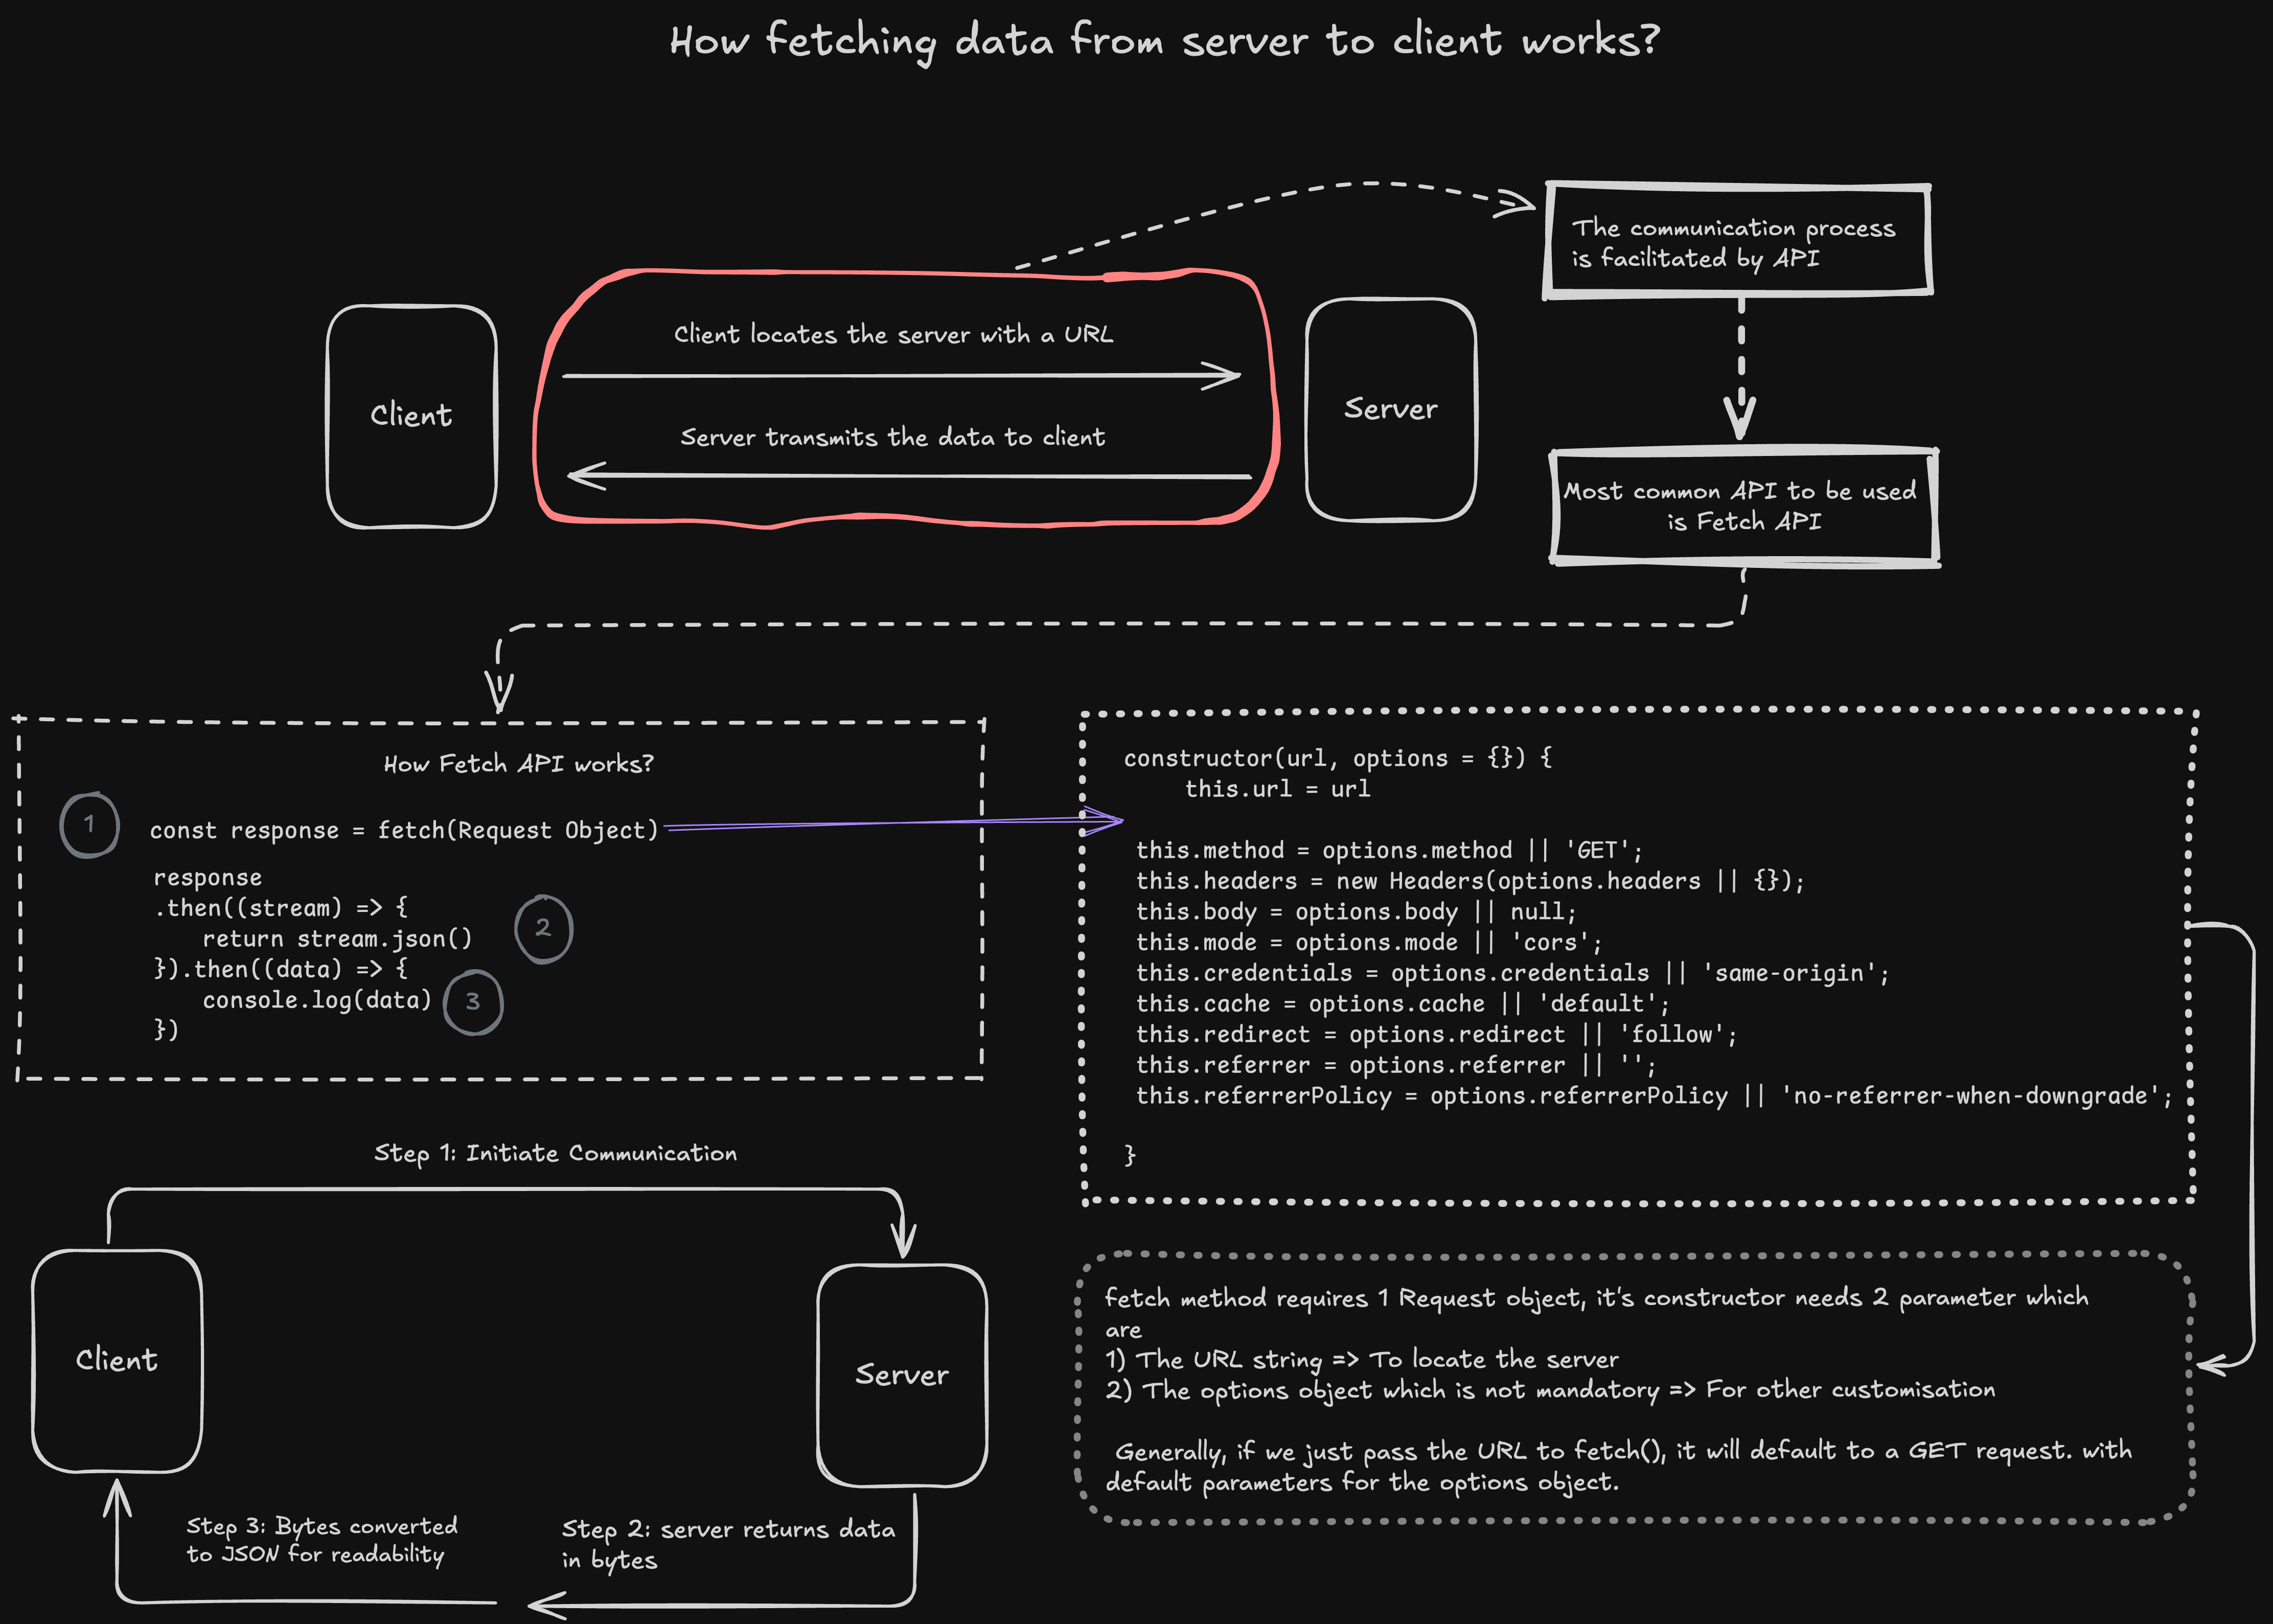 How fetching data from server to client works?
The communication process
is facilitated by API
Client locates the server with a URL
Client
Server
Server transmits the data to client
Most common API to be used
is Fetch API
How Fetch API works?
1
const response = fetch(Request Object)
response
.then((stream) => {
return stream.json()
2
}).then((data) => {
console.log(data)
3
})
constructor(url, options = {}) {
this.url = url
this.method = options.method || 'GET';
this.headers = new Headers(options.headers || {});
this.body = options.body || null;
this.mode = options.mode || 'cors';
this.credentials = options.credentials || 'same-origin';
this.cache = options.cache || 'default';
this.redirect = options.redirect || 'follow';
this.referrer = options.referrer || '';
this.referrerPolicy = options.referrerPolicy || 'no-referrer-when-downgrade';
}
Step 1: Initiate Communication
Client
Server
Step 3: Bytes converted
to JSON for readability
Step 2: server returns data
in bytes
fetch method requires 1 Request object, it's constructor needs 2 parameter which
are
1) The URL string => To locate the server
2) The options object which is not mandatory => For other customisation
Generally, if we just pass the URL to fetch(), it will default to a GET request. with
default parameters for the options object.